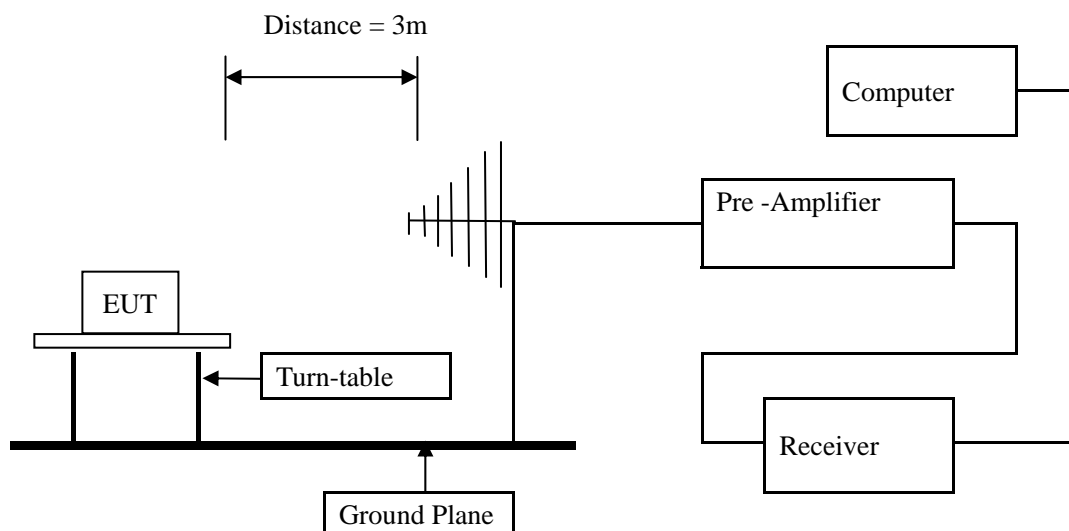 Distance = 3m
Computer
Pre -Amplifier
EUT
Turn-table
Receiver
Ground Plane